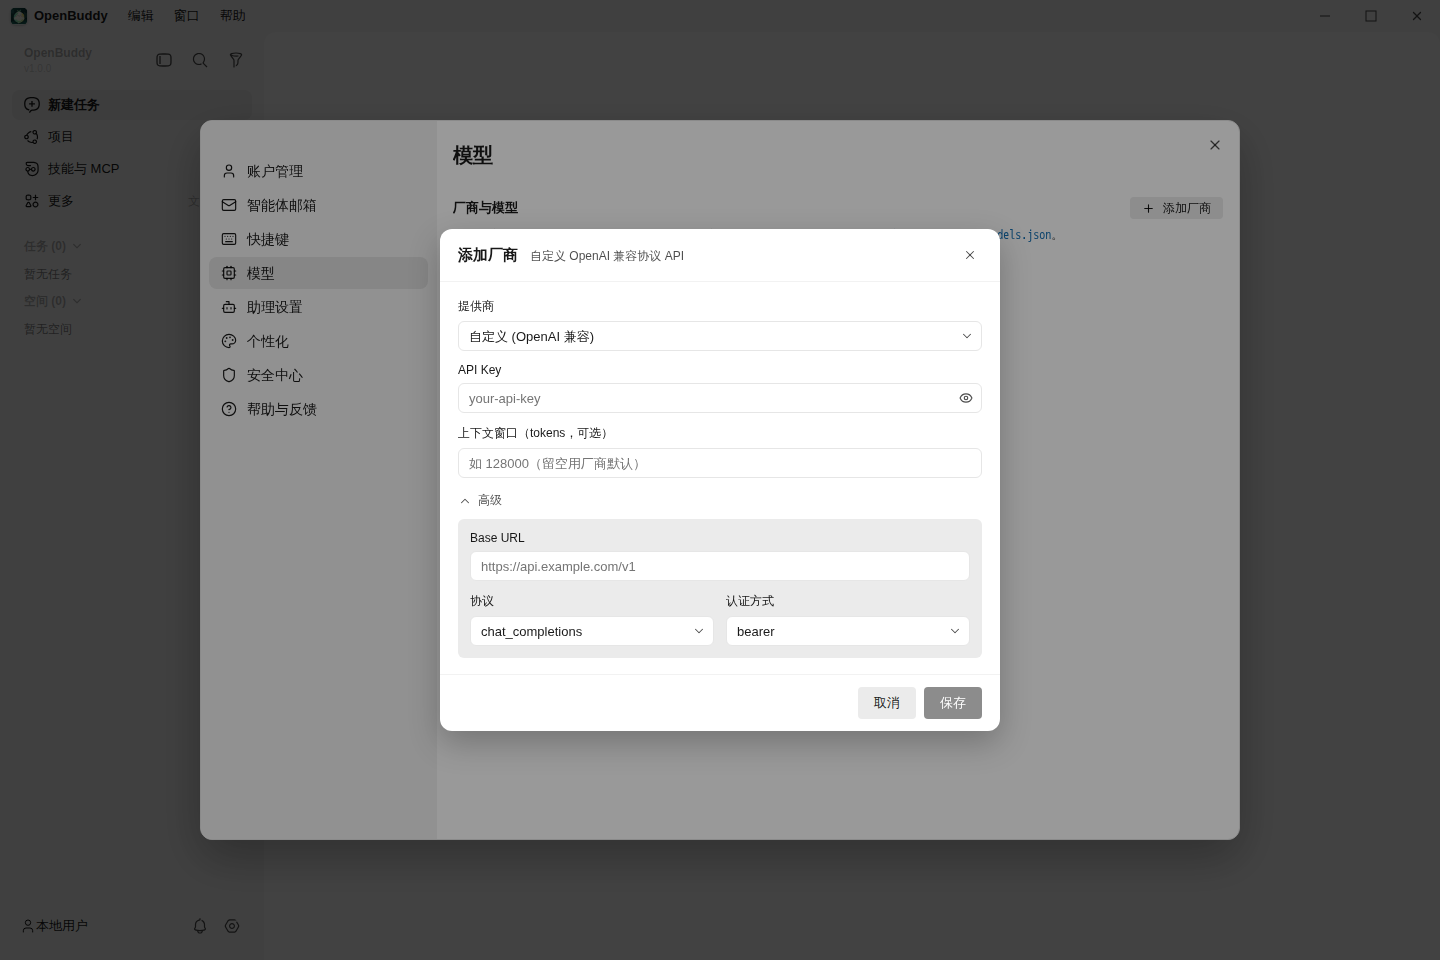 OpenBuddy 编辑 窗口 帮助
OpenBuddy
v1.0.0
新建任务
项目
技能与 MCP
更多
任务 (0)
暂无任务
空间 (0)
暂无空间
本地用户
账户管理
智能体邮箱
快捷键
模型
助理设置
个性化
安全中心
帮助与反馈
模型
厂商与模型
添加厂商
dels.json。
添加厂商 自定义 OpenAI 兼容协议 API
提供商
自定义 (OpenAI 兼容)
API Key
your-api-key
上下文窗口（tokens，可选）
如 128000（留空用厂商默认）
高级
Base URL
https://api.example.com/v1
协议 认证方式
chat_completions bearer
取消 保存